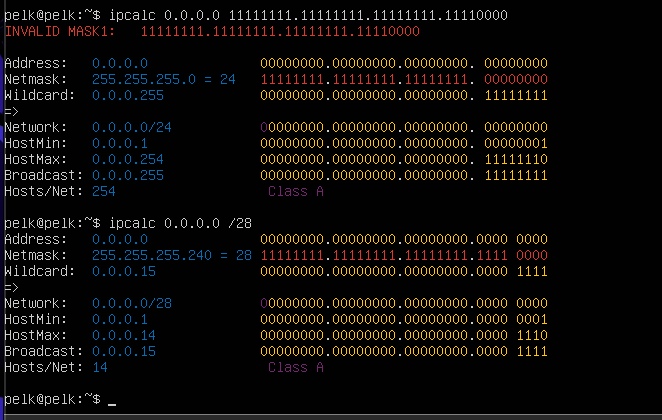 pelk@pelk:~$ ipcalc 0.0.0.0 11111111.11111111.11111111.11110000
INVALID MASK1:   11111111.11111111.11111111.11110000

Address:   0.0.0.0              00000000.00000000.00000000. 00000000
Netmask:   255.255.255.0 = 24   11111111.11111111.11111111. 00000000
Wildcard:  0.0.0.255            00000000.00000000.00000000. 11111111
=>
Network:   0.0.0.0/24           00000000.00000000.00000000. 00000000
HostMin:   0.0.0.1              00000000.00000000.00000000. 00000001
HostMax:   0.0.0.254            00000000.00000000.00000000. 11111110
Broadcast: 0.0.0.255            00000000.00000000.00000000. 11111111
Hosts/Net: 254                   Class A

pelk@pelk:~$ ipcalc 0.0.0.0 /28
Address:   0.0.0.0              00000000.00000000.00000000.0000 0000
Netmask:   255.255.255.240 = 28 11111111.11111111.11111111.1111 0000
Wildcard:  0.0.0.15             00000000.00000000.00000000.0000 1111
=>
Network:   0.0.0.0/28           00000000.00000000.00000000.0000 0000
HostMin:   0.0.0.1              00000000.00000000.00000000.0000 0001
HostMax:   0.0.0.14             00000000.00000000.00000000.0000 1110
Broadcast: 0.0.0.15             00000000.00000000.00000000.0000 1111
Hosts/Net: 14                    Class A

pelk@pelk:~$ _